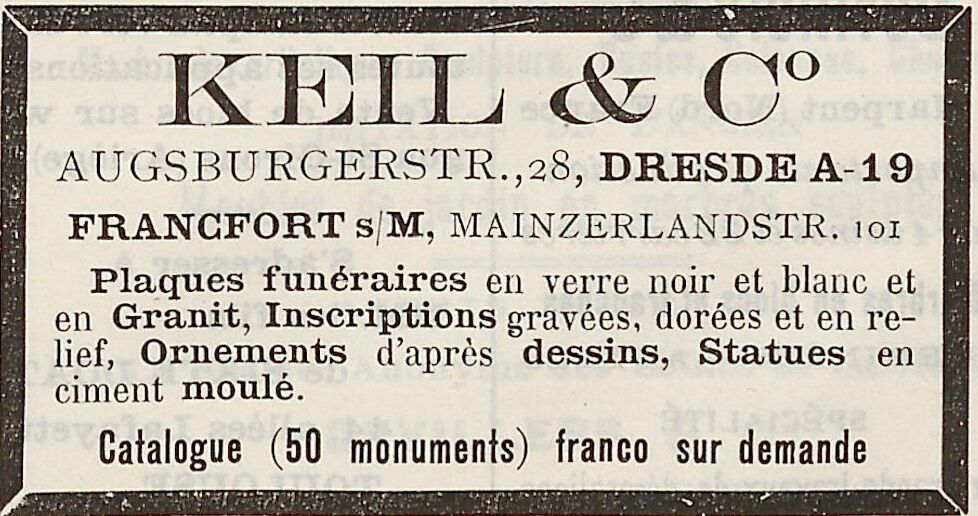 KEIL & Cº
AUGSBURGERSTR., 28, DRESDE A-19
FRANCFORT s/M, MAINZERLANDSTR. 101
Plaques funéraires en verre noir et blanc et
en Granit, Inscriptions gravées, dorées et en re-
lief, Ornements d'après dessins, Statues en
ciment moulé.
Catalogue (50 monuments) franco sur demande